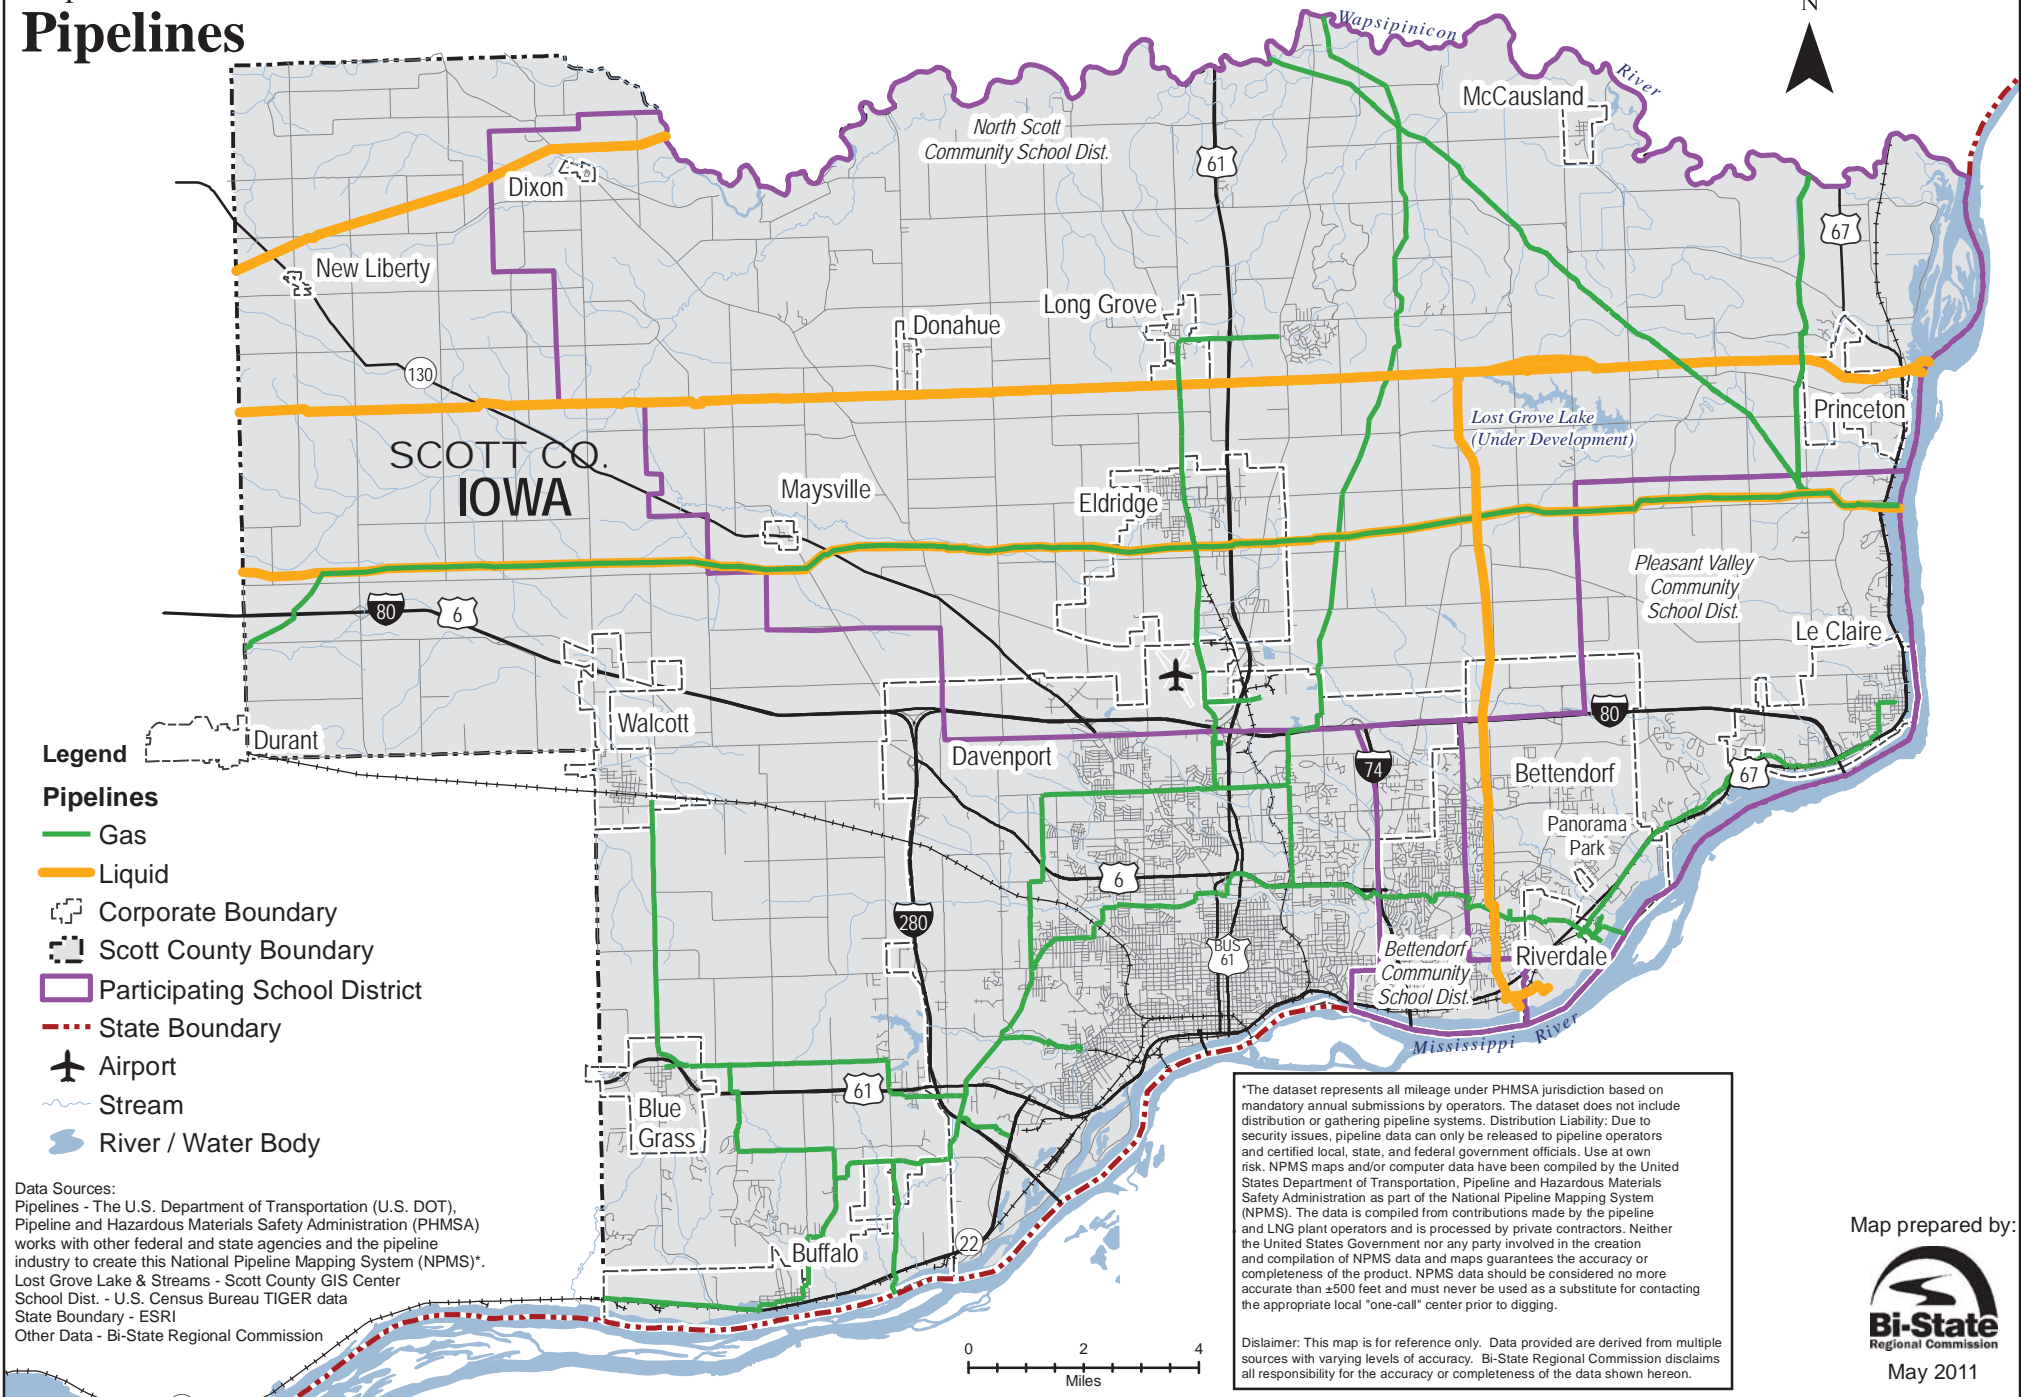 Pipelines
N
Wapsipinicon
River
McCausland
North Scott
Community School Dist.
61
Dixon
67
New Liberty
Long Grove
Donahue
130
Princeton
Lost Grove Lake
(Under Development)
SCOTT CO.
IOWA
Maysville
Eldridge
Pleasant Valley
Community
School Dist.
80
6
Le Claire
Walcott
80
Durant
Davenport
74
Bettendorf
67
Panorama
Park
6
280
BUS
61
Bettendorf
Community
School Dist.
Riverdale
Mississippi River
61
Blue
Grass
Buffalo
22
Legend
Pipelines
Gas
Liquid
Corporate Boundary
Scott County Boundary
Participating School District
State Boundary
Airport
Stream
River / Water Body
Data Sources:
Pipelines - The U.S. Department of Transportation (U.S. DOT),
Pipeline and Hazardous Materials Safety Administration (PHMSA)
works with other federal and state agencies and the pipeline
industry to create this National Pipeline Mapping System (NPMS)*.
Lost Grove Lake & Streams - Scott County GIS Center
School Dist. - U.S. Census Bureau TIGER data
State Boundary - ESRI
Other Data - Bi-State Regional Commission
0 2 4
Miles
*The dataset represents all mileage under PHMSA jurisdiction based on
mandatory annual submissions by operators. The dataset does not include
distribution or gathering pipeline systems. Distribution Liability: Due to
security issues, pipeline data can only be released to pipeline operators
and certified local, state, and federal government officials. Use at own
risk. NPMS maps and/or computer data have been compiled by the United
States Department of Transportation, Pipeline and Hazardous Materials
Safety Administration as part of the National Pipeline Mapping System
(NPMS). The data is compiled from contributions made by the pipeline
and LNG plant operators and is processed by private contractors. Neither
the United States Government nor any party involved in the creation
and compilation of NPMS data and maps guarantees the accuracy or
completeness of the product. NPMS data should be considered no more
accurate than ±500 feet and must never be used as a substitute for contacting
the appropriate local "one-call" center prior to digging.
Dislaimer: This map is for reference only. Data provided are derived from multiple
sources with varying levels of accuracy. Bi-State Regional Commission disclaims
all responsibility for the accuracy or completeness of the data shown hereon.
Map prepared by:
Bi-State
Regional Commission
May 2011